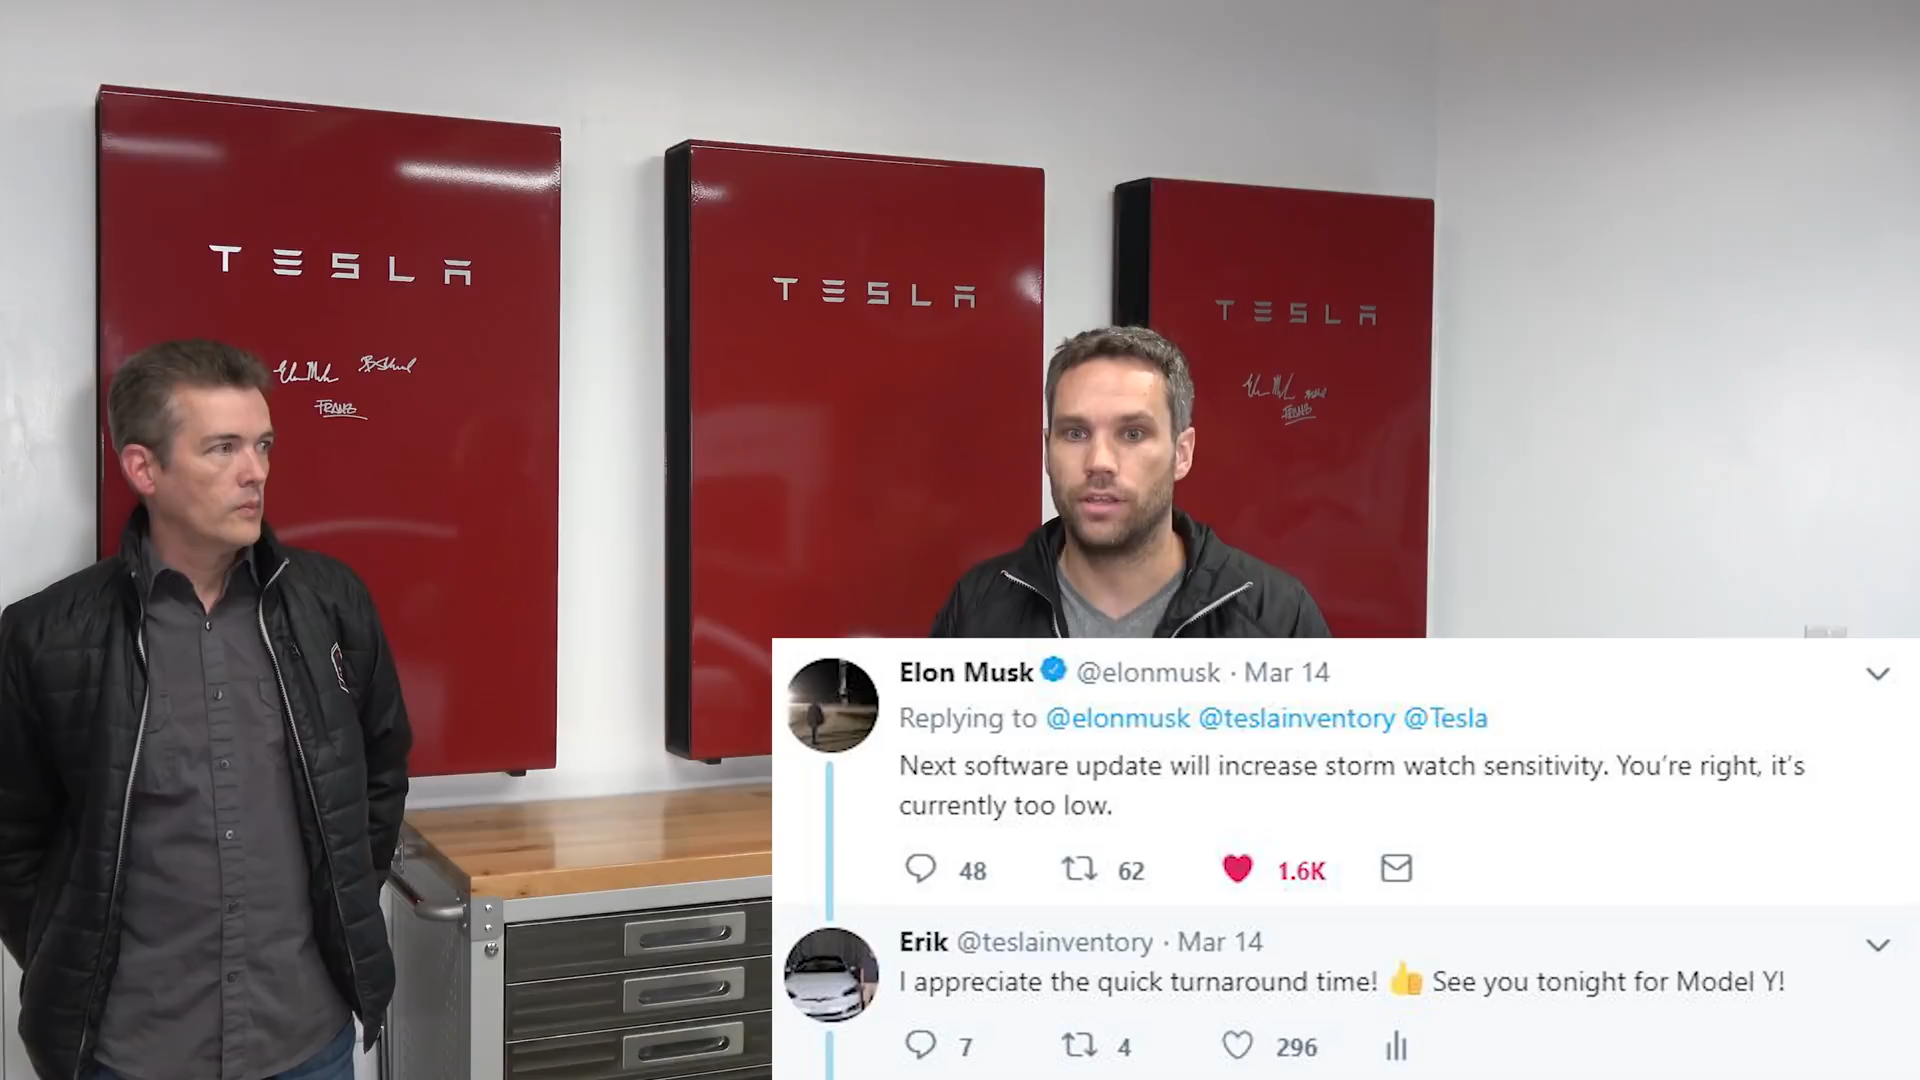 TESLA
TESLA
TESLA
FRANZ
FRANZ
Elon Musk @elonmusk · Mar 14
Replying to @elonmusk @teslainventory @Tesla
Next software update will increase storm watch sensitivity. You’re right, it’s
currently too low.
48 62 1.6K
Erik @teslainventory · Mar 14
I appreciate the quick turnaround time! 👍 See you tonight for Model Y!
7 4 296